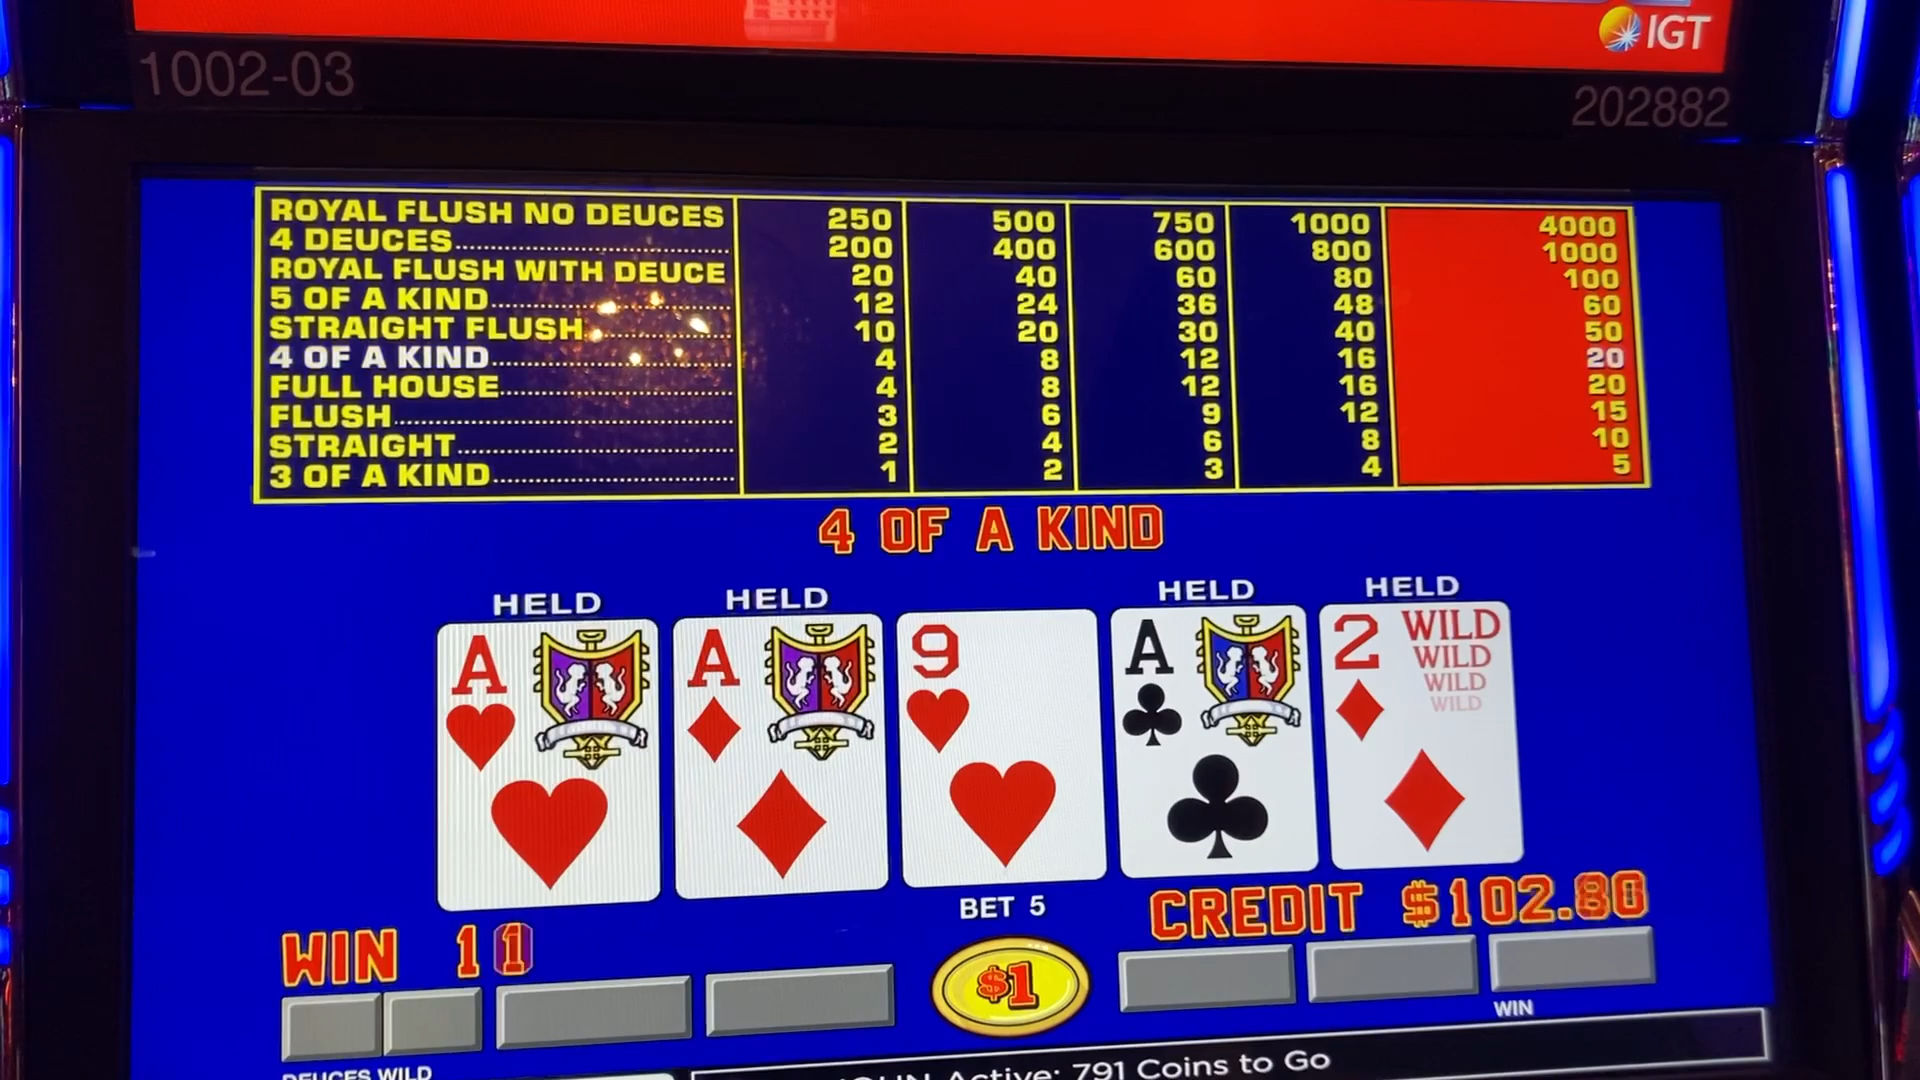 IGT
1002-03
202882
ROYAL FLUSH NO DEUCES 250 500 750 1000 4000
4 DEUCES 200 400 600 800 1000
ROYAL FLUSH WITH DEUCE 20 40 60 80 100
5 OF A KIND 12 24 36 48 60
STRAIGHT FLUSH 10 20 30 40 50
4 OF A KIND 4 8 12 16 20
FULL HOUSE 4 8 12 16 20
FLUSH 3 6 9 12 15
STRAIGHT 2 4 6 8 10
3 OF A KIND 1 2 3 4 5
4 OF A KIND
HELD HELD HELD HELD
A A 9 A 2 WILD
WILD
WILD
WILD
BET 5
WIN 11 CREDIT $102.80
$1
WIN
DEUCES WILD
Active: 791 Coins to Go